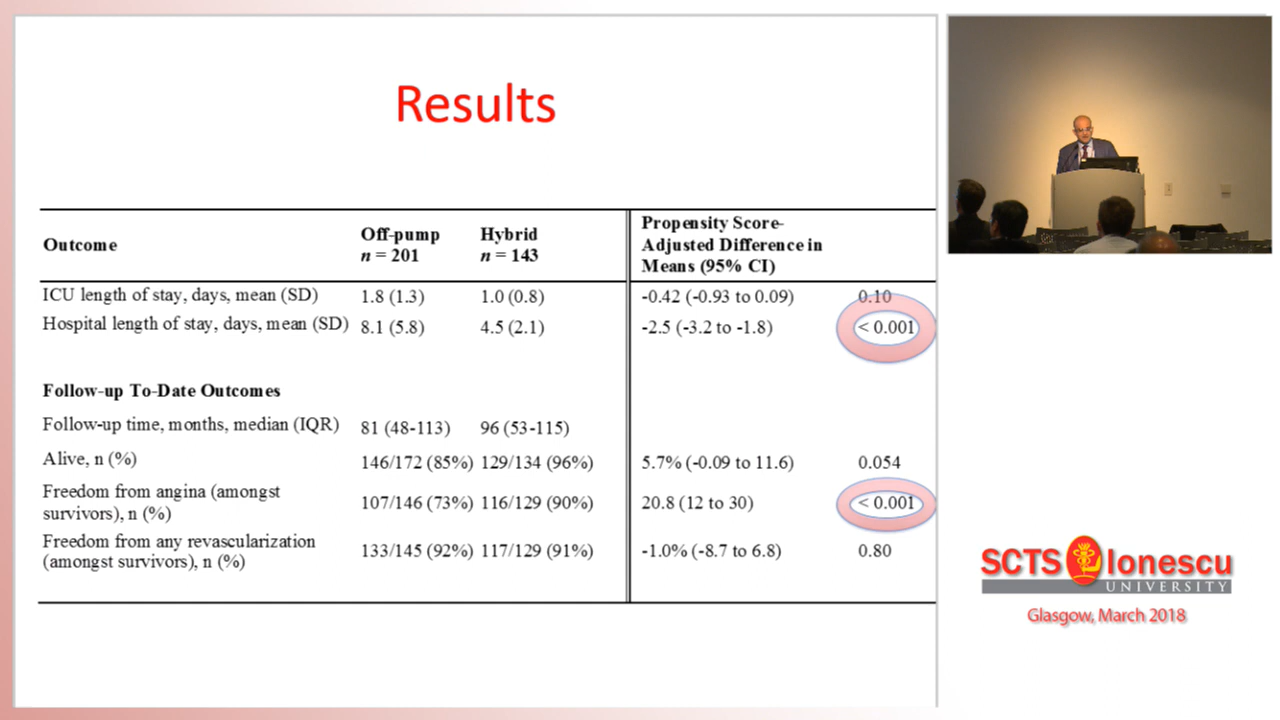 Results
Outcome
Off-pump
n = 201
Hybrid
n = 143
Propensity Score-
Adjusted Difference in
Means (95% CI)
ICU length of stay, days, mean (SD) 1.8 (1.3) 1.0 (0.8) -0.42 (-0.93 to 0.09) 0.10
Hospital length of stay, days, mean (SD) 8.1 (5.8) 4.5 (2.1) -2.5 (-3.2 to -1.8) < 0.001
Follow-up To-Date Outcomes
Follow-up time, months, median (IQR) 81 (48-113) 96 (53-115)
Alive, n (%) 146/172 (85%) 129/134 (96%) 5.7% (-0.09 to 11.6) 0.054
Freedom from angina (amongst
survivors), n (%) 107/146 (73%) 116/129 (90%) 20.8 (12 to 30) < 0.001
Freedom from any revascularization
(amongst survivors), n (%) 133/145 (92%) 117/129 (91%) -1.0% (-8.7 to 6.8) 0.80
SCTS Ionescu
UNIVERSITY
Glasgow, March 2018